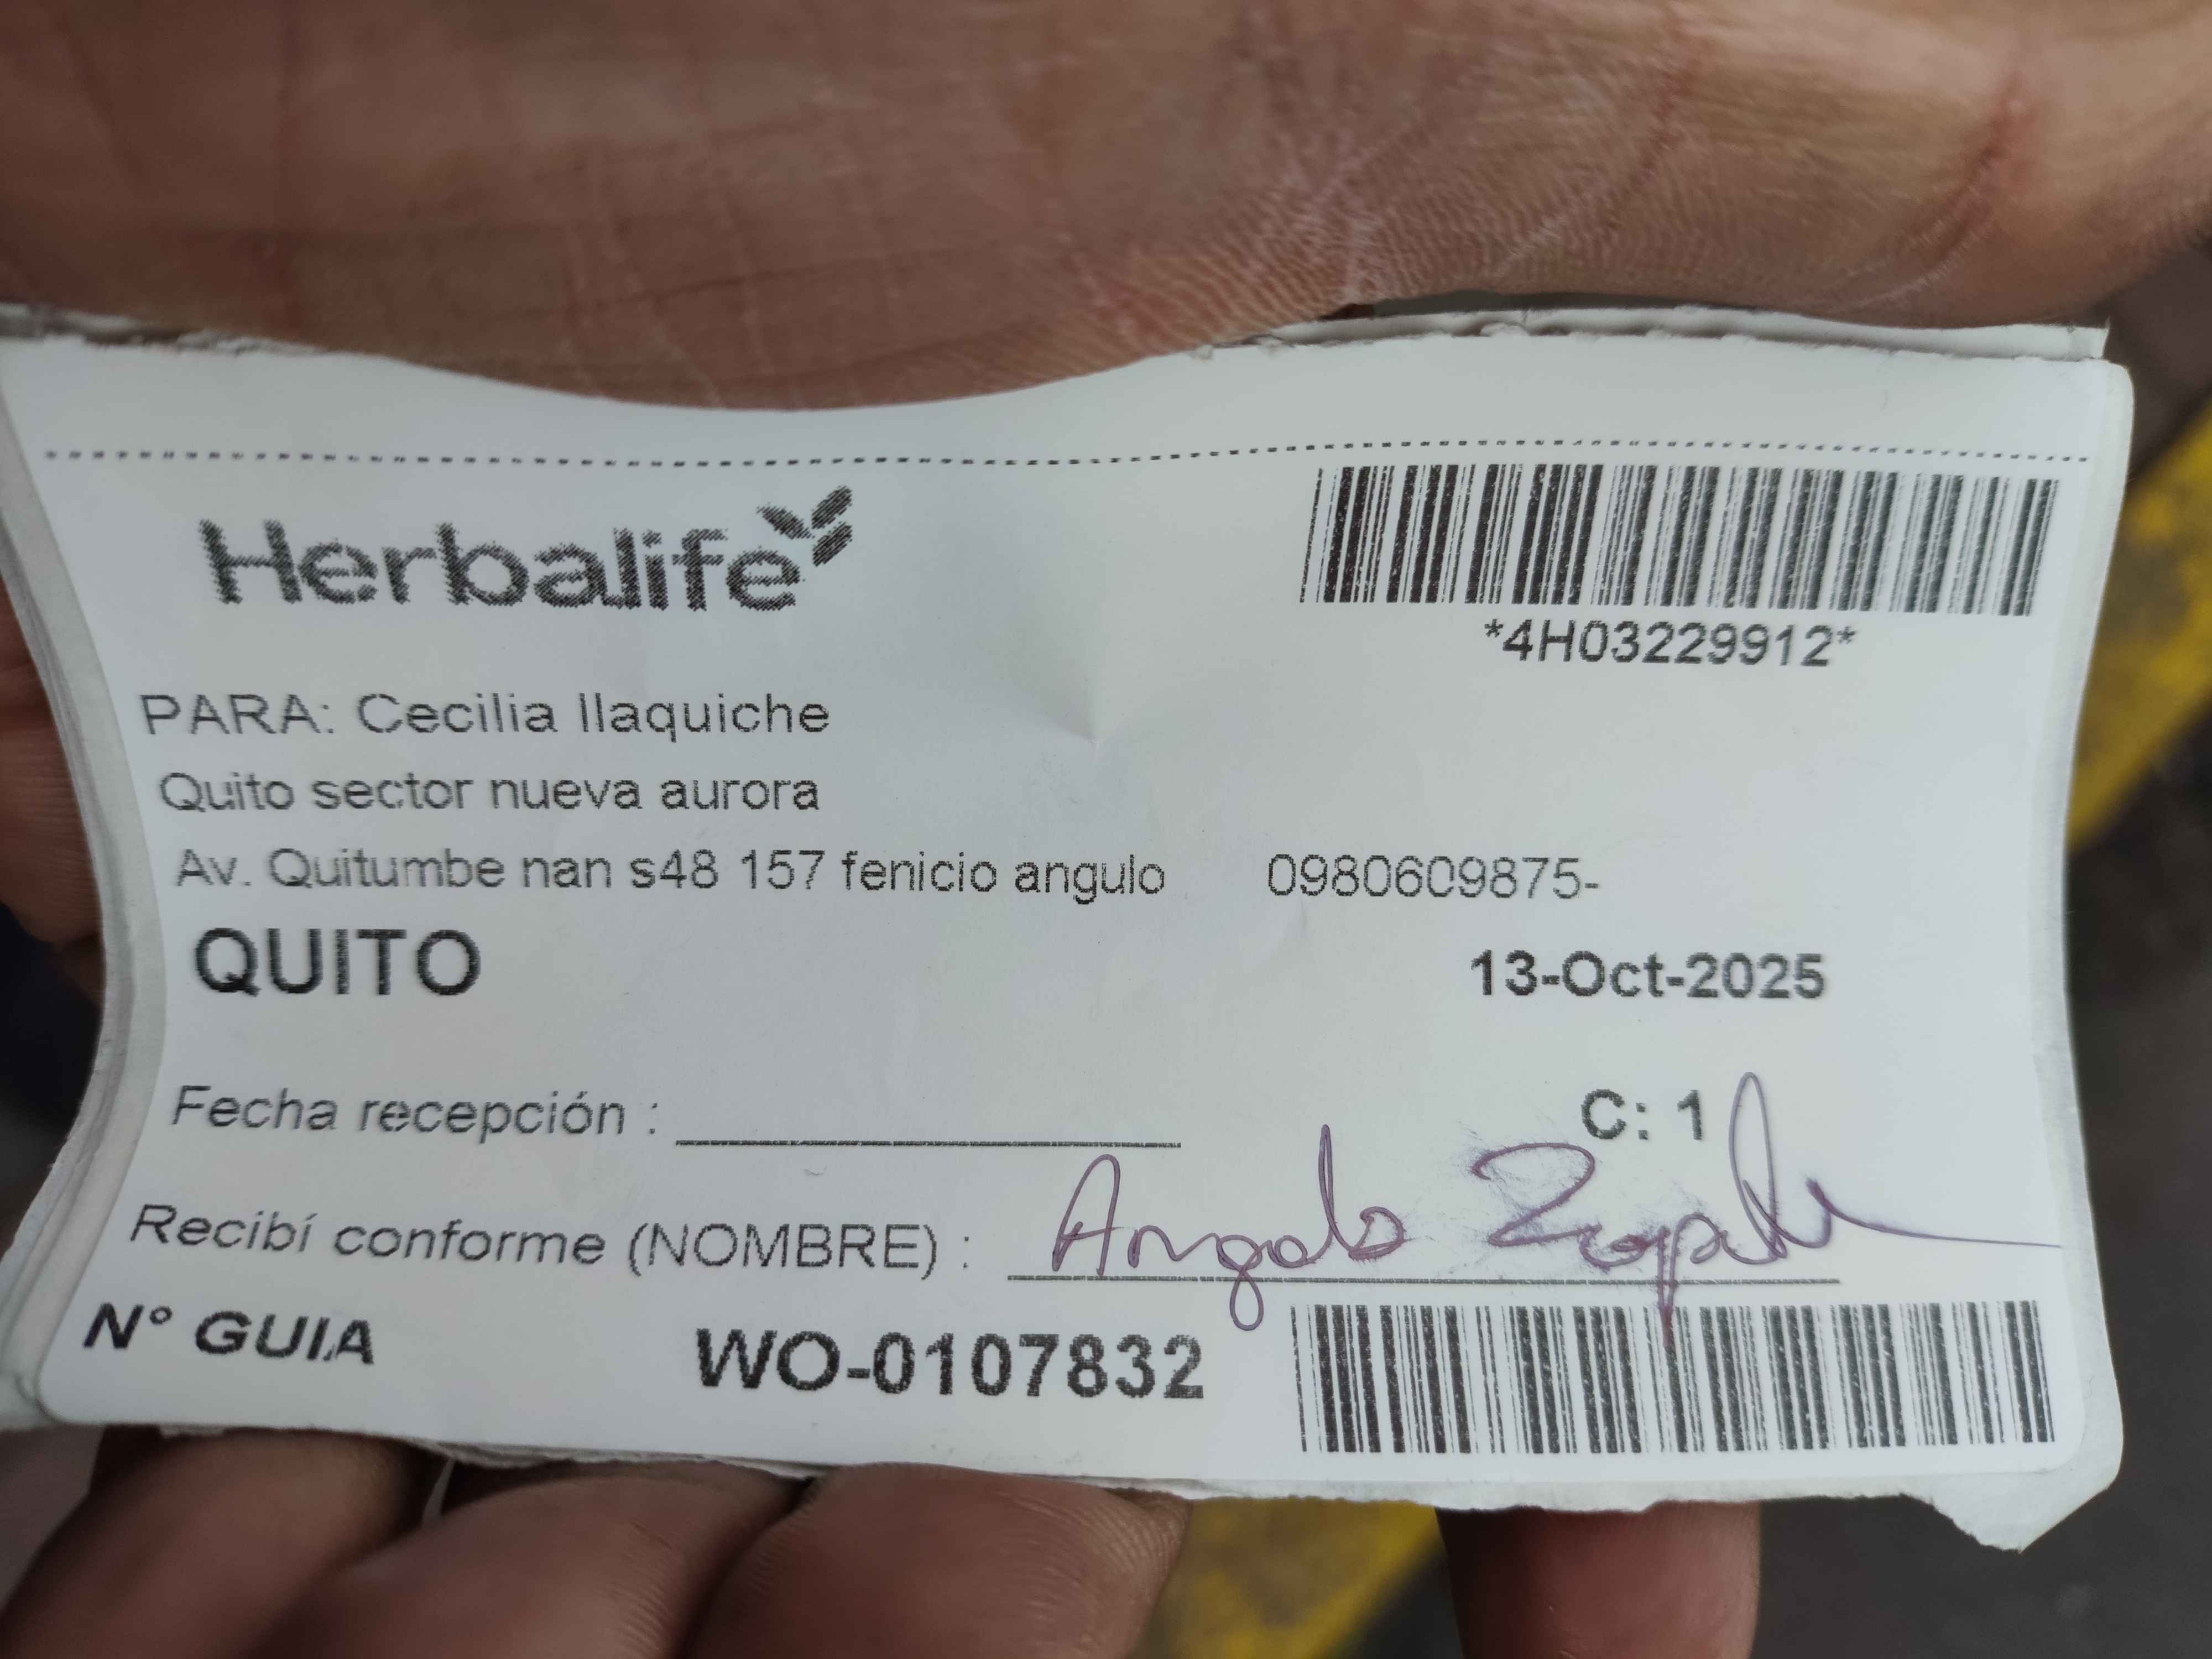 Herbalife
*4H03229912*
PARA: Cecilia llaquiche
Quito sector nueva aurora
Av. Quitumbe nan s48 157 fenicio angulo 0980609875-
QUITO 13-Oct-2025
Fecha recepción : C: 1
Recibí conforme (NOMBRE) : Angelo
N° GUIA WO-0107832